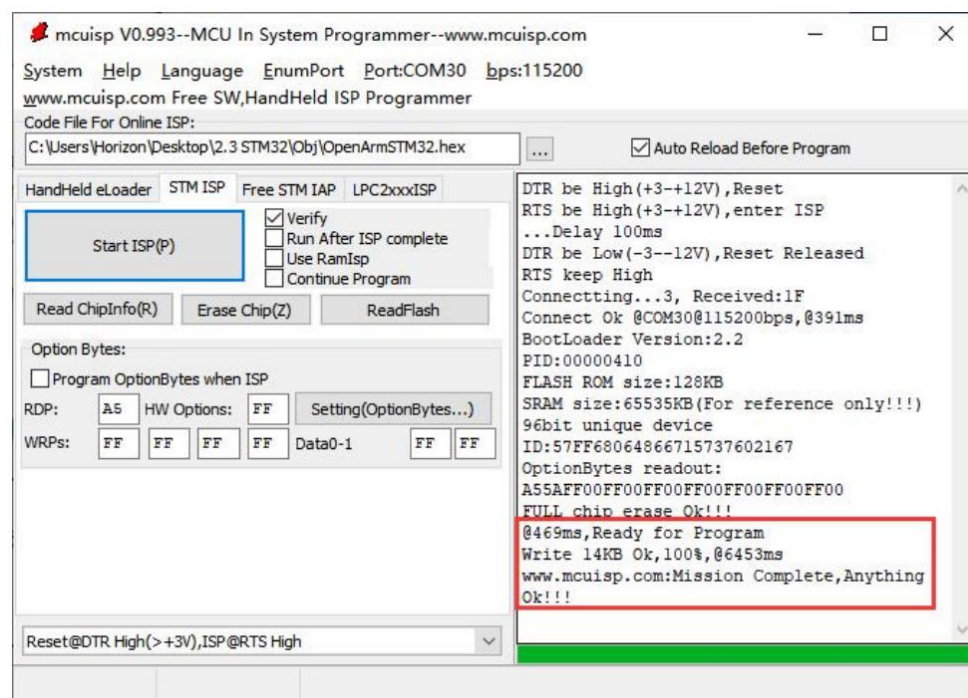 mcuisp V0.993--MCU In System Programmer--www.mcuisp.com
System Help Language EnumPort Port:COM30 bps:115200
www.mcuisp.com Free SW,HandHeld ISP Programmer
Code File For Online ISP:
C:\Users\Horizon\Desktop\2.3 STM32\Obj\OpenArmSTM32.hex
...
Auto Reload Before Program
HandHeld eLoader STM ISP Free STM IAP LPC2xxxISP
Start ISP(P)
Verify
Run After ISP complete
Use RamIsp
Continue Program
Read ChipInfo(R) Erase Chip(Z) ReadFlash
Option Bytes:
Program OptionBytes when ISP
RDP: A5 HW Options: FF Setting(OptionBytes...)
WRPs: FF FF FF FF Data0-1 FF FF
Reset@DTR High(>+3V),ISP@RTS High
DTR be High(+3-+12V),Reset
RTS be High(+3-+12V),enter ISP
...Delay 100ms
DTR be Low(-3--12V),Reset Released
RTS keep High
Connectting...3, Received:1F
Connect Ok @COM30@115200bps,@391ms
BootLoader Version:2.2
PID:00000410
FLASH ROM size:128KB
SRAM size:65535KB(For reference only!!!)
96bit unique device
ID:57FF68064866715737602167
OptionBytes readout:
A55AFF00FF00FF00FF00FF00FF00FF00
FULL chip erase Ok!!!
@469ms,Ready for Program
Write 14KB Ok,100%,@6453ms
www.mcuisp.com:Mission Complete,Anything
Ok!!!